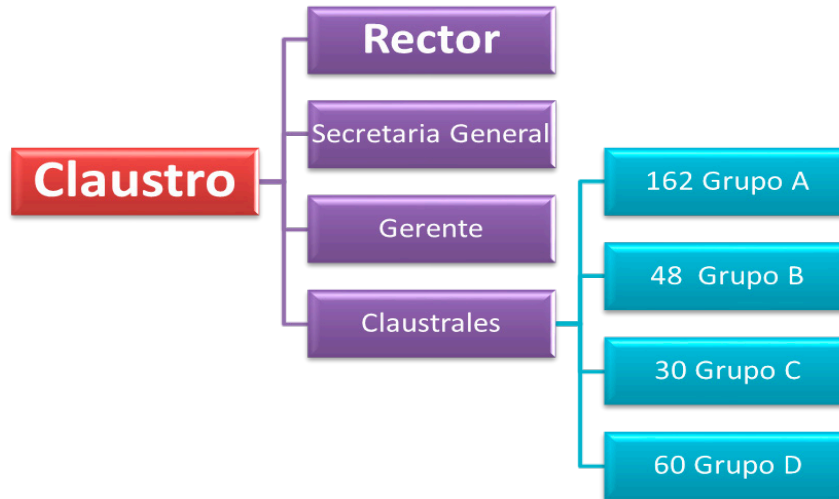 Claustro
Rector
Secretaria General
Gerente
Claustrales
162 Grupo A
48 Grupo B
30 Grupo C
60 Grupo D